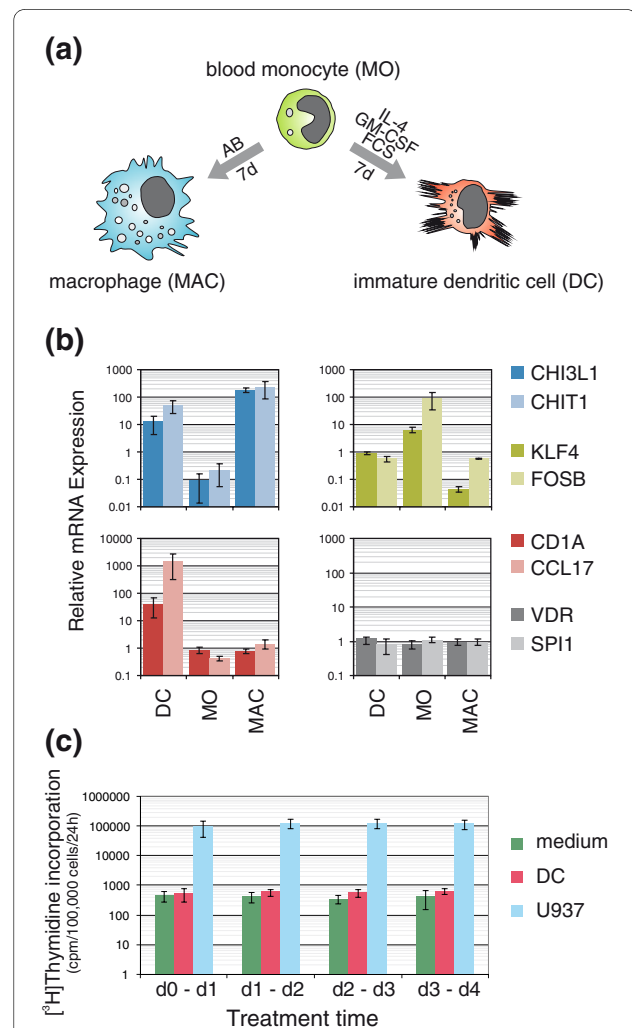 (a)
blood monocyte (MO)
AB
7d
IL-4
GM-CSF
FCS
7d
macrophage (MAC)
immature dendritic cell (DC)
(b)
Relative mRNA Expression
1000
100
10
1
0.1
0.01
1000
100
10
1
0.1
0.01
CHI3L1
CHIT1
KLF4
FOSB
10000
1000
100
10
1
0.1
DC
MO
MAC
1000
100
10
1
0.1
DC
MO
MAC
CD1A
CCL17
VDR
SPI1
(c)
[³H]Thymidine incorporation
(cpm/100,000 cells/24h)
1000000
100000
10000
1000
100
10
1
d0 - d1
d1 - d2
d2 - d3
d3 - d4
Treatment time
medium
DC
U937